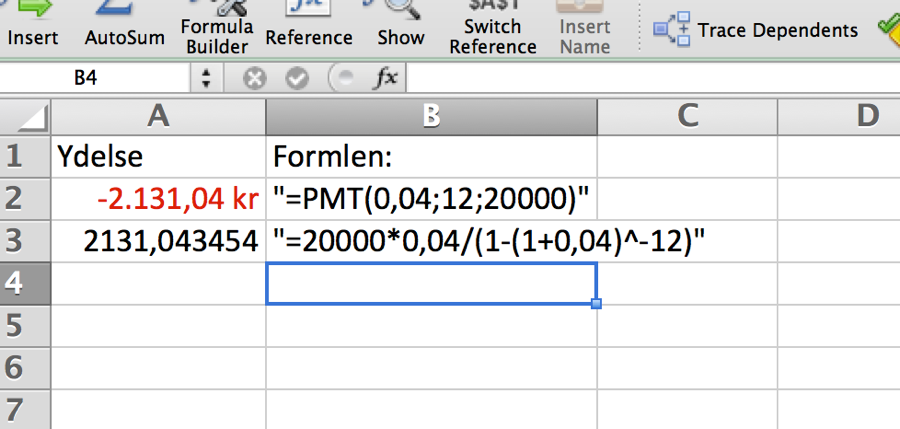 $A$1
Insert AutoSum Formula Builder Reference Show Switch Reference Insert Name Trace Dependents
B4 fx
A B C D
1 Ydelse Formlen:
2 -2.131,04 kr "=PMT(0,04;12;20000)"
3 2131,043454 "=20000*0,04/(1-(1+0,04)^-12)"
4
5
6
7